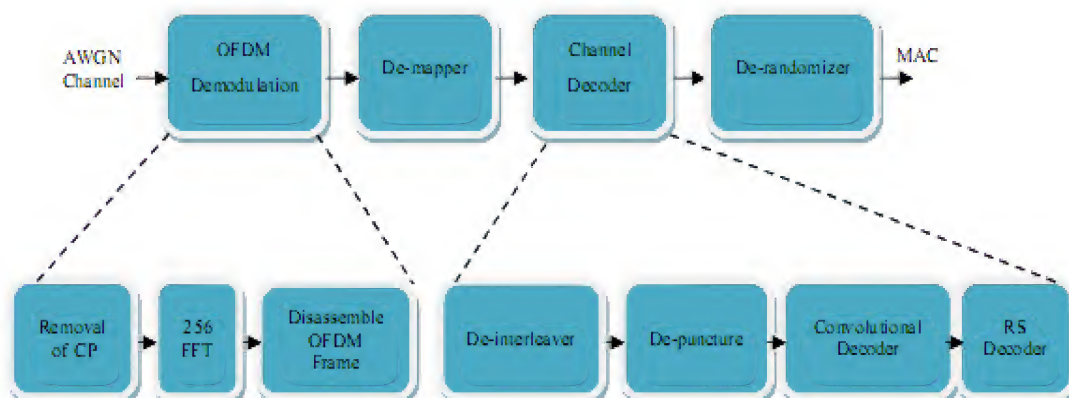 AWGN
Channel
OFDM
Demodulation
De-mapper
Channel
Decoder
De-randomizer
MAC
Removal
of CP
256
FFT
Disassemble
OFDM
Frame
De-interleaver
De-puncture
Convolutional
Decoder
RS
Decoder